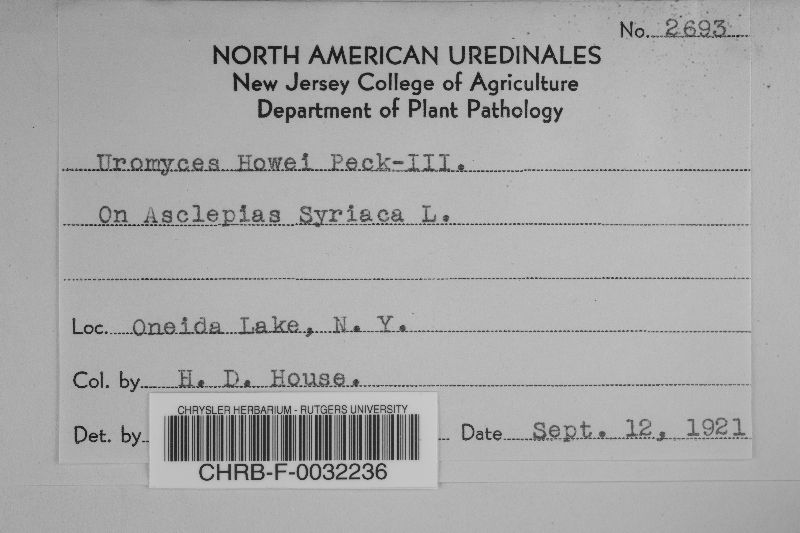 No. 2693
NORTH AMERICAN UREDINALES
New Jersey College of Agriculture
Department of Plant Pathology
Uromyces Howei Peck-III.
On Asclepias Syriaca L.
Loc. Oneida Lake, N. Y.
Col. by H. D. House.
Det. by Date Sept. 12, 1921
CHRYSLER HERBARIUM - RUTGERS UNIVERSITY
CHRB-F-0032236